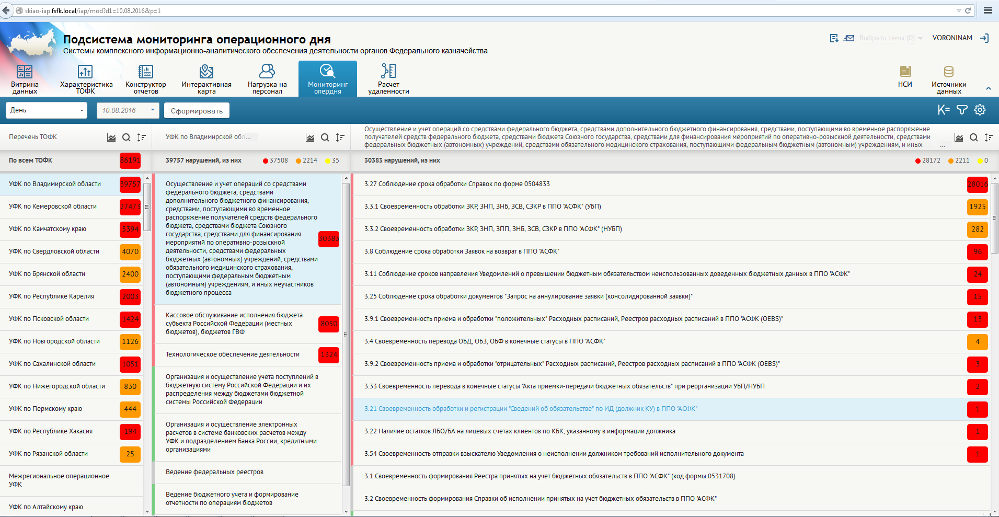 skiao-iap.fsfk.local/iap/mod?d1=10.08.2016&p=1
Подсистема мониторинга операционного дня
Системы комплексного информационно-аналитического обеспечения деятельности органов Федерального казначейства
Выбрать темы (0)
VORONINAM
Витрина
данных
Характеристика
ТОФК
Конструктор
отчетов
Интерактивная
карта
Нагрузка на
персонал
Мониторинг
опердня
Расчет
удаленности
НСИ
Источники
данных
День
10.08.2016
Сформировать
K=
Перечень ТОФК
По всем ТОФК 86191
УФК по Владимирской области 39757
УФК по Кемеровской области 27473
УФК по Камчатскому краю 5394
УФК по Свердловской области 4070
УФК по Брянской области 2400
УФК по Республике Карелия 2003
УФК по Псковской области 1424
УФК по Новгородской области 1126
УФК по Сахалинской области 1051
УФК по Нижегородской области 830
УФК по Пермскому краю 444
УФК по Республике Хакасия 194
УФК по Рязанской области 25
Межрегиональное операционное
УФК
УФК по Алтайскому краю
УФК по Владимирской обл...
39757 нарушений, из них 37508 2214 35
Осуществление и учет операций со средствами
федерального бюджета, средствами
дополнительного бюджетного финансирования,
средствами, поступающими во временное
распоряжение получателей средств федерального
бюджета, средствами бюджета Союзного
государства, средствами для финансирования
мероприятий по оперативно-розыскной 30383
деятельности, средствами федеральных
бюджетных (автономных) учреждений, средствами
обязательного медицинского страхования,
поступающими федеральным бюджетным
(автономным) учреждениям, и иных неучастников
бюджетного процесса
Кассовое обслуживание исполнения бюджета
субъекта Российской Федерации (местных 8050
бюджетов), бюджетов ГВФ
Технологическое обеспечение деятельности 1324
Организация и осуществление учета поступлений в
бюджетную систему Российской Федерации и их
распределения между бюджетами бюджетной
системы Российской Федерации
Организация и осуществление электронных
расчетов в системе банковских расчетов между
УФК и подразделением Банка России, кредитными
организациями
Ведение федеральных реестров
Ведение бюджетного учета и формирование
отчетности по операциям бюджетов
Осуществление и учет операций со средствами федерального бюджета, средствами дополнительного бюджетного финансирования, средствами, поступающими во временное распоряжение
получателей средств федерального бюджета, средствами бюджета Союзного государства, средствами для финансирования мероприятий по оперативно-розыскной деятельности, средствами
федеральных бюджетных (автономных) учреждений, средствами обязательного медицинского страхования, поступающими федеральным бюджетным (автономным) учреждениям, и иных ...
30383 нарушений, из них 28172 2211 0
3.27 Соблюдение срока обработки Справок по форме 0504833 28016
3.3.1 Своевременность обработки ЗКР, ЗНП, ЗНБ, ЗСВ, СЗКР в ППО "АСФК" (УБП) 1925
3.3.2 Своевременность обработки ЗКР, ЗНП, ЗПП, ЗНБ, ЗСВ, СЗКР в ППО "АСФК" (НУБП) 282
3.8 Соблюдение срока обработки Заявок на возврат в ППО "АСФК" 96
3.11 Соблюдение сроков направления Уведомлений о превышении бюджетным обязательством неиспользованных доведенных бюджетных данных в ППО "АСФК" 24
3.25 Соблюдение срока обработки документов "Запрос на аннулирование заявки (консолидированной заявки)" 15
3.9.1 Своевременность приема и обработки "положительных" Расходных расписаний, Реестров расходных расписаний в ППО "АСФК (OEBS)" 13
3.4 Своевременность перевода ОБД, ОБЗ, ОБФ в конечные статусы в ППО "АСФК" 4
3.9.2 Своевременность приема и обработки "отрицательных" Расходных расписаний, Реестров расходных расписаний в ППО "АСФК (OEBS)" 3
3.33 Своевременность перевода в конечные статусы "Акта приемки-передачи бюджетных обязательств" при реорганизации УБП/НУБП 2
3.21 Своевременность обработки и регистрации "Сведений об обязательстве" по ИД (должник КУ) в ППО "АСФК" 1
3.22 Наличие остатков ЛБО/БА на лицевых счетах клиентов по КБК, указанному в информации должника 1
3.54 Своевременность отправки взыскателю Уведомления о неисполнении должником требований исполнительного документа 1
3.1 Своевременность формирования Реестра принятых на учет бюджетных обязательств в ППО "АСФК" (код формы 0531708)
3.2 Своевременность формирования Справки об исполнении принятых на учет бюджетных обязательств в ППО "АСФК"